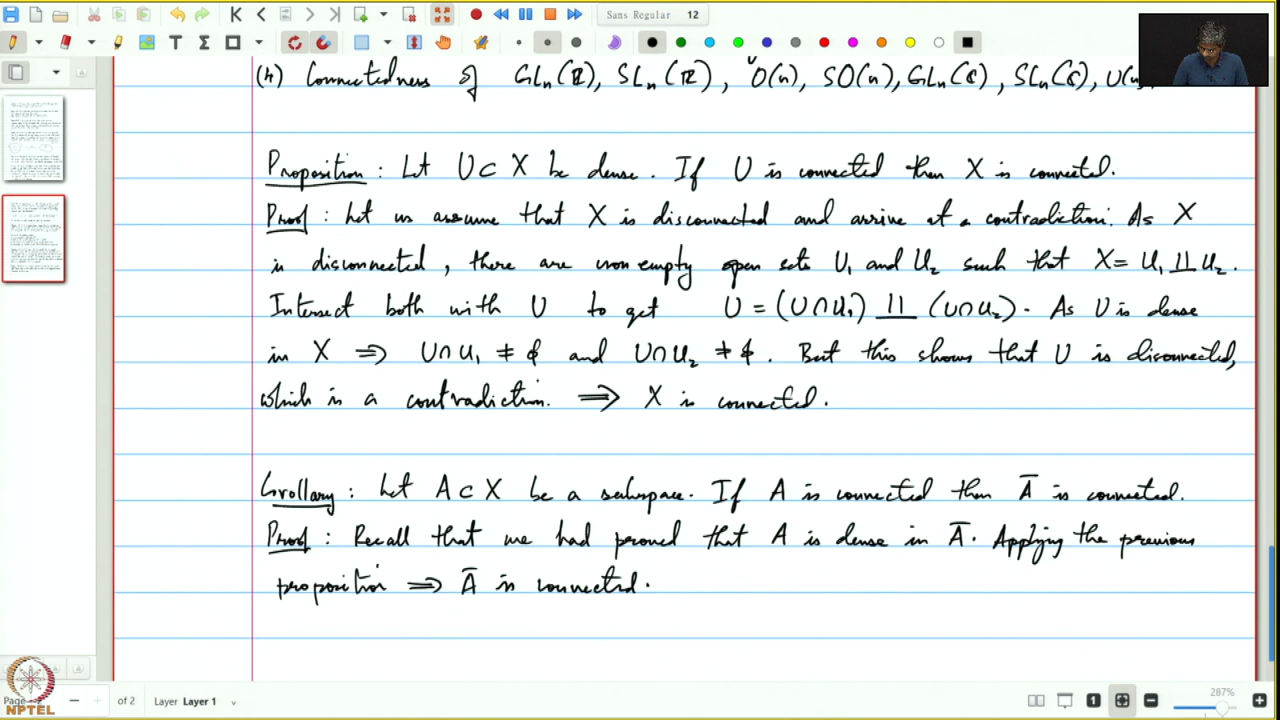 Sans Regular 12
(4) Connectedness of GLn(ℝ), SLn(ℝ), O(n), SO(n), GLn(ℂ), SLn(ℂ), U(n),
Proposition : Let U ⊂ X be dense. If U is connected then X is connected.
Proof : Let us assume that X is disconnected and arrive at a contradiction. As X
is disconnected, there are non empty open sets U₁ and U₂ such that X = U₁ ⊔ U₂.
Intersect both with U to get U = (U∩U₁) ⊔ (U∩U₂). As U is dense
in X ⟹ U∩U₁ ≠ ϕ and U∩U₂ ≠ ϕ. But this shows that U is disconnected,
which is a contradiction. ⟹ X is connected.
Corollary : Let A ⊂ X be a subspace. If A is connected then Ā is connected.
Proof : Recall that we had proved that A is dense in Ā. Applying the previous
proposition ⟹ Ā is connected.
NPTEL
Page
of 2
Layer Layer 1
287%